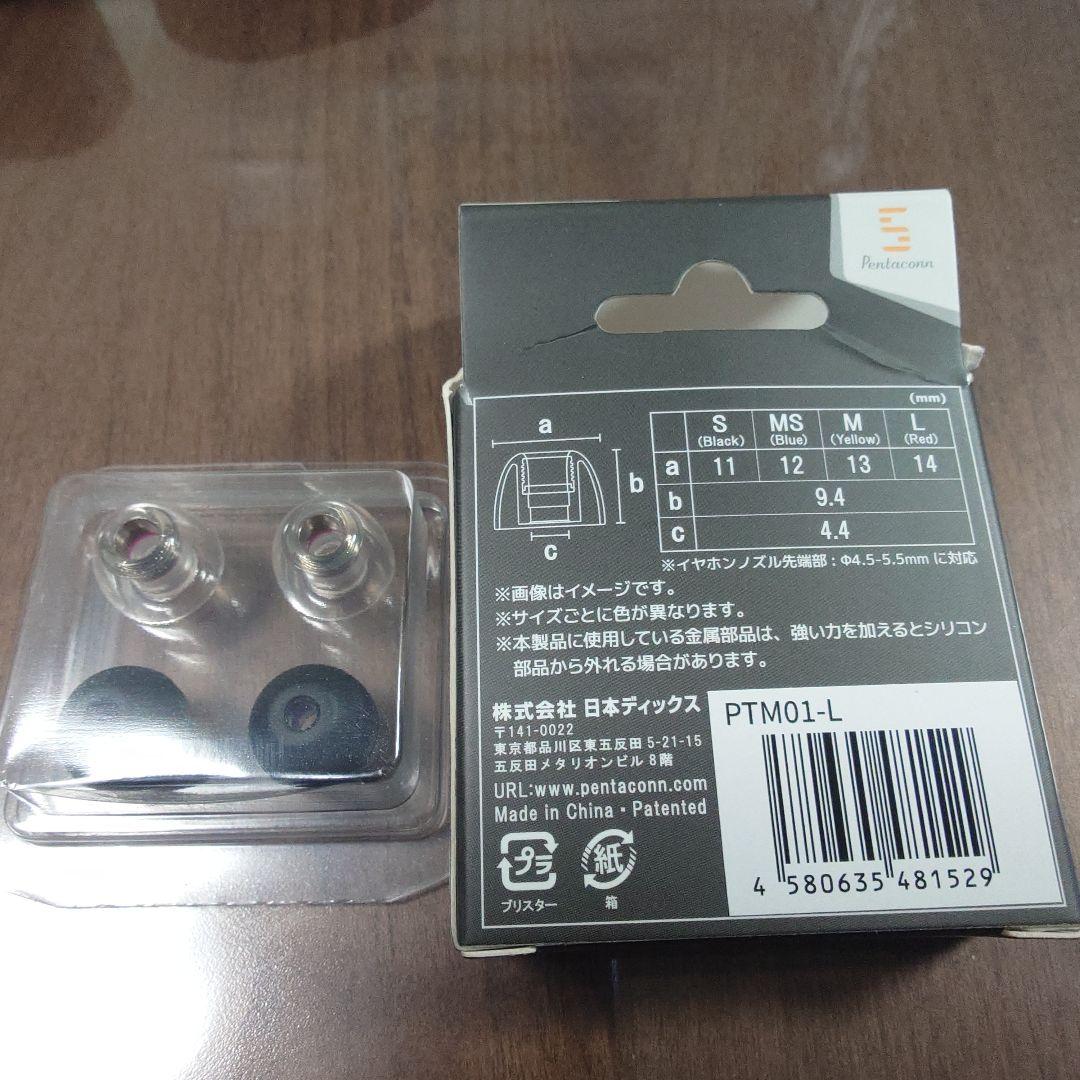 Pentaconn
(mm)
S MS M L
(Black) (Blue) (Yellow) (Red)
a 11 12 13 14
b 9.4
c 4.4
a
b
c
※イヤホンノズル先端部：Φ4.5-5.5mm に対応
※画像はイメージです。
※サイズごとに色が異なります。
※本製品に使用している金属部品は、強い力を加えるとシリコン
部品から外れる場合があります。
株式会社 日本ディックス
〒141-0022
東京都品川区東五反田 5-21-15
五反田メタリオンビル 8階
URL:www.pentaconn.com
Made in China・Patented
プラ
ブリスター
紙
箱
PTM01-L
4 580635 481529